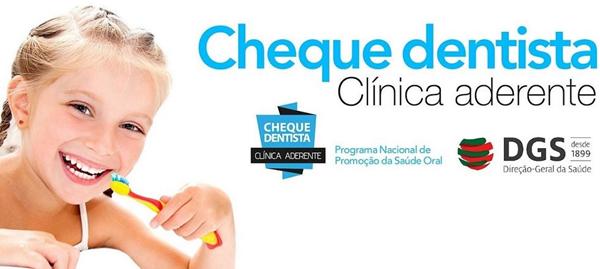 Cheque dentista
Clínica aderente
CHEQUE
DENTISTA
CLÍNICA ADERENTE
Programa Nacional de
Promoção da Saúde Oral
DGS desde
1899
Direção-Geral da Saúde